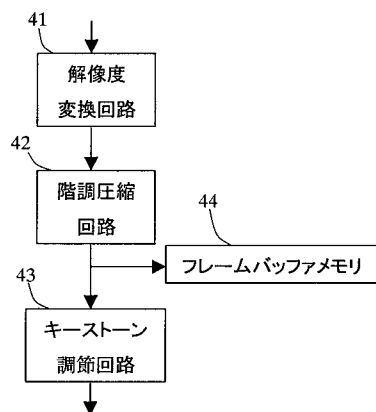 41
解像度
変換回路
42
階調圧縮
回路
44
フレームバッファメモリ
43
キーストーン
調節回路